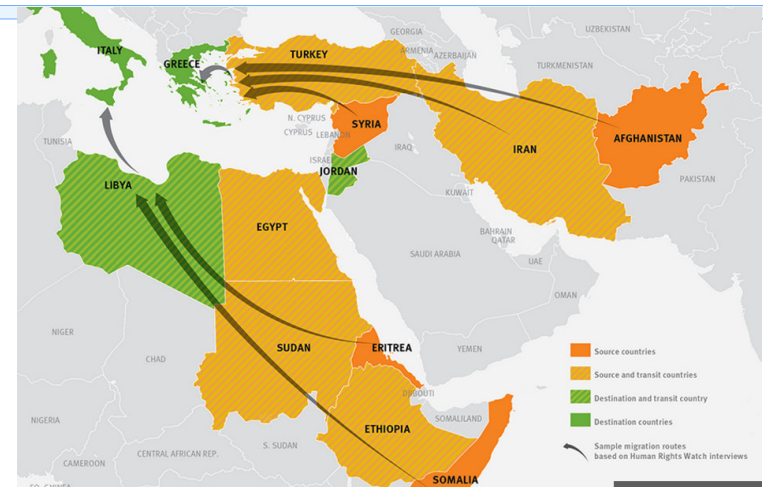 GEORGIA
UZBEKISTAN
ITALY
TURKEY
ARMENIA
AZERBAIJAN
GREECE
TURKMENISTAN
N. CYPRUS
SYRIA
CYPRUS
LEBANON
AFGHANISTAN
TUNISIA
IRAQ
IRAN
ISRAEL
JORDAN
PAKISTAN
LIBYA
KUWAIT
EGYPT
BAHRAIN
QATAR
SAUDI ARABIA
UAE
OMAN
NIGER
SUDAN
ERITREA
YEMEN
CHAD
Source countries
Source and transit countries
DJIBOUTI
Destination and transit country
NIGERIA
SOMALILAND
Destination countries
ETHIOPIA
S. SUDAN
CENTRAL AFRICAN REP.
Sample migration routes
based on Human Rights Watch interviews
CAMEROON
SOMALIA